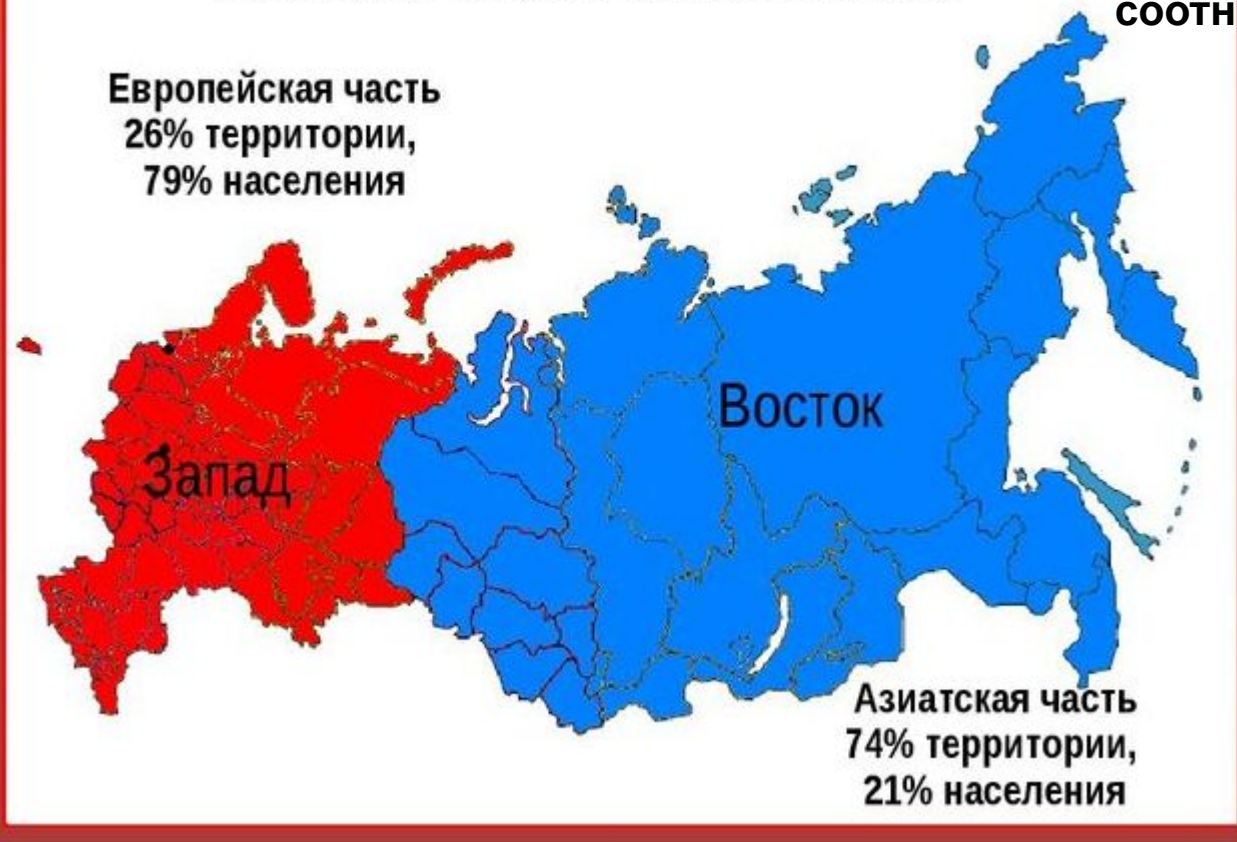 СООТН
Европейская часть
26% территории,
79% населения
Восток
Запад
Азиатская часть
74% территории,
21% населения